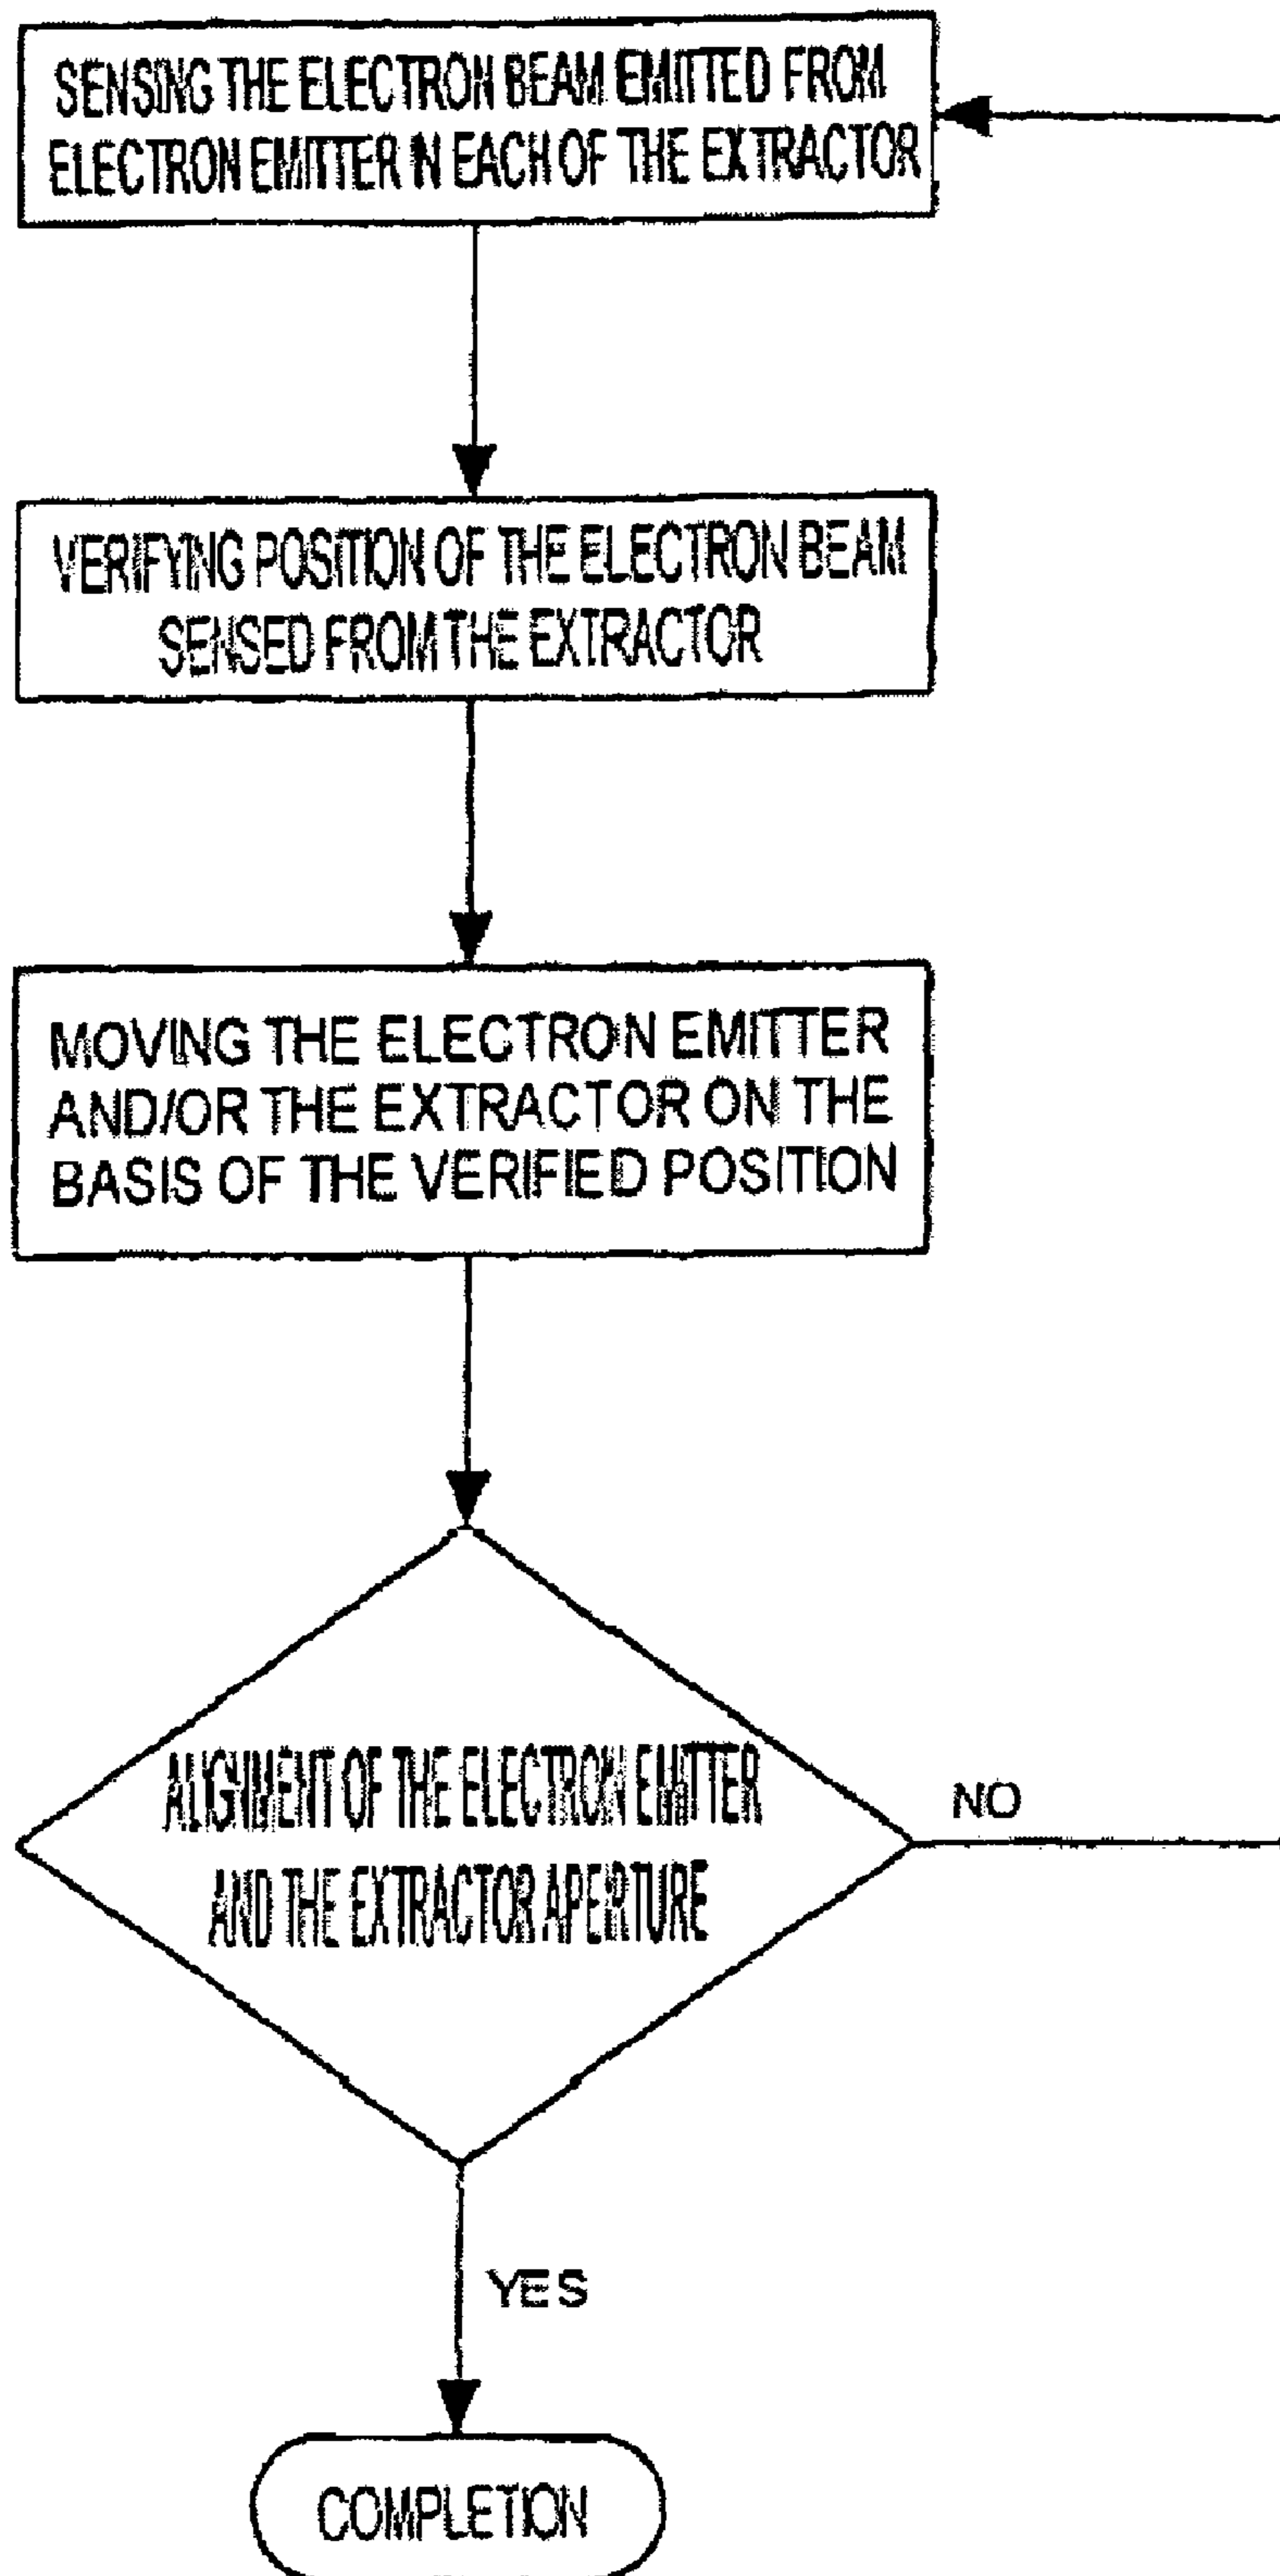 SENSING THE ELECTRON BEAM EMITTED FROM
ELECTRON EMITTER IN EACH OF THE EXTRACTOR
VERIFYING POSITION OF THE ELECTRON BEAM
SENSED FROM THE EXTRACTOR
MOVING THE ELECTRON EMITTER
AND/OR THE EXTRACTOR ON THE
BASIS OF THE VERIFIED POSITION
ALIGNMENT OF THE ELECTRON EMITTER
AND THE EXTRACTOR APERTURE
NO
YES
COMPLETION